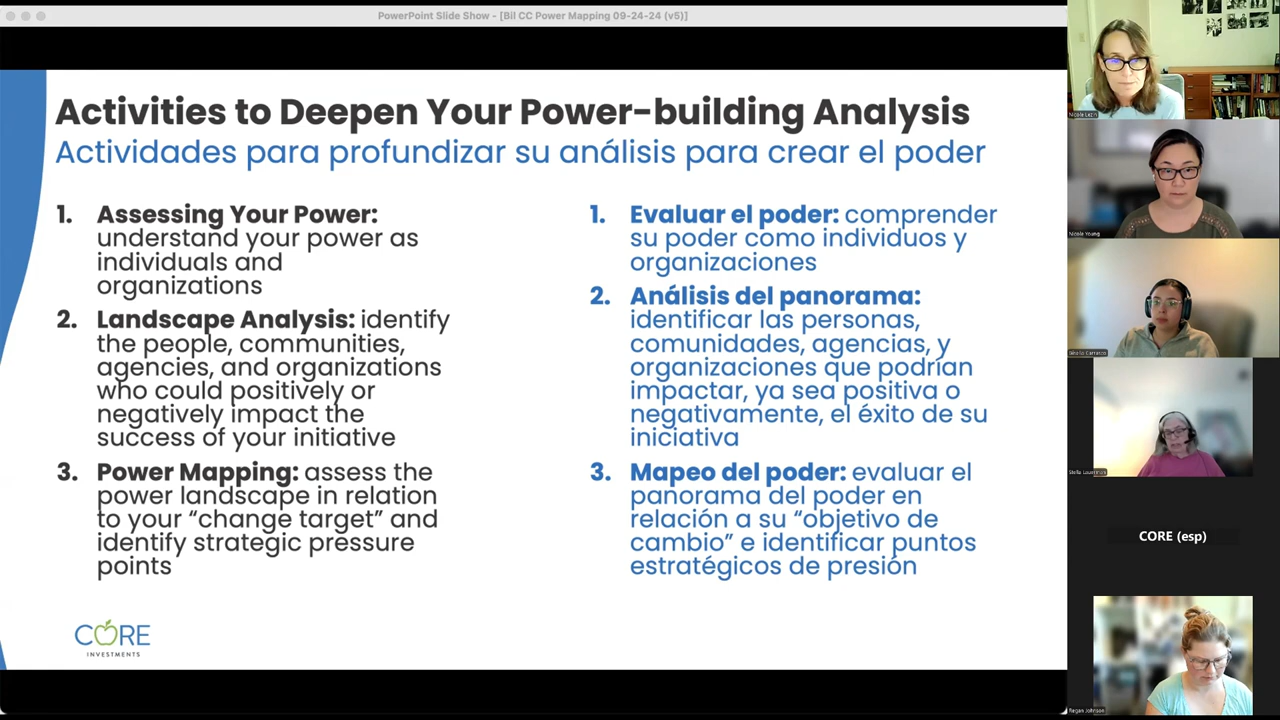 PowerPoint Slide Show - [Bil CC Power Mapping 09-24-24 (v5)]
Activities to Deepen Your Power-building Analysis
Actividades para profundizar su análisis para crear el poder
1. Assessing Your Power:
understand your power as
individuals and
organizations
2. Landscape Analysis: identify
the people, communities,
agencies, and organizations
who could positively or
negatively impact the
success of your initiative
3. Power Mapping: assess the
power landscape in relation
to your “change target” and
identify strategic pressure
points
1. Evaluar el poder: comprender
su poder como individuos y
organizaciones
2. Análisis del panorama:
identificar las personas,
comunidades, agencias, y
organizaciones que podrían
impactar, ya sea positiva o
negativamente, el éxito de su
iniciativa
3. Mapeo del poder: evaluar el
panorama del poder en
relación a su “objetivo de
cambio” e identificar puntos
estratégicos de presión
CORE
INVESTMENTS
Nicole Lezin
Nicole Young
Stella
CORE (esp)
Regan Johnson